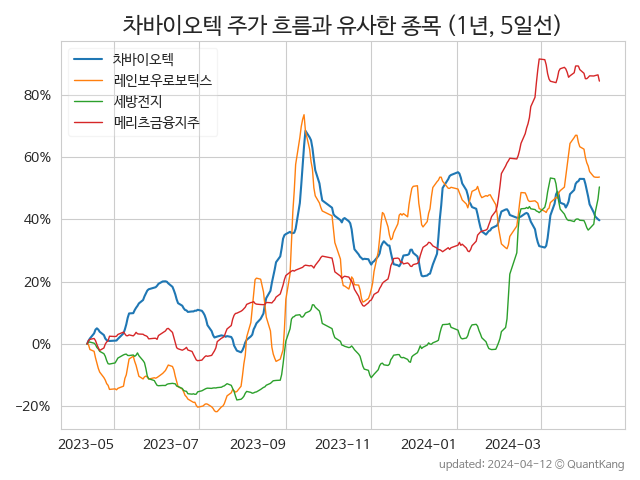 차바이오텍 주가 흐름과 유사한 종목 (1년, 5일선)
차바이오텍
레인보우로보틱스
세방전지
메리츠금융지주
80%
60%
40%
20%
0%
−20%
2023-05 2023-07 2023-09 2023-11 2024-01 2024-03
updated: 2024-04-12 © QuantKang